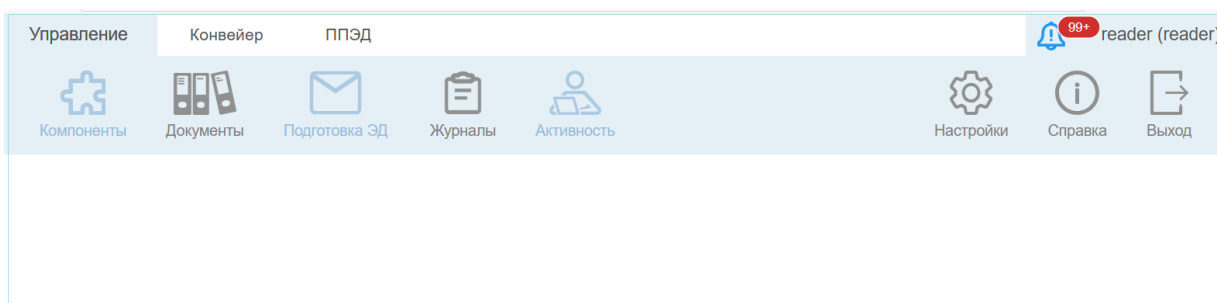 Управление Конвейер ППЭД 99+ reader (reader)
Компоненты Документы Подготовка ЭД Журналы Активность Настройки Справка Выход